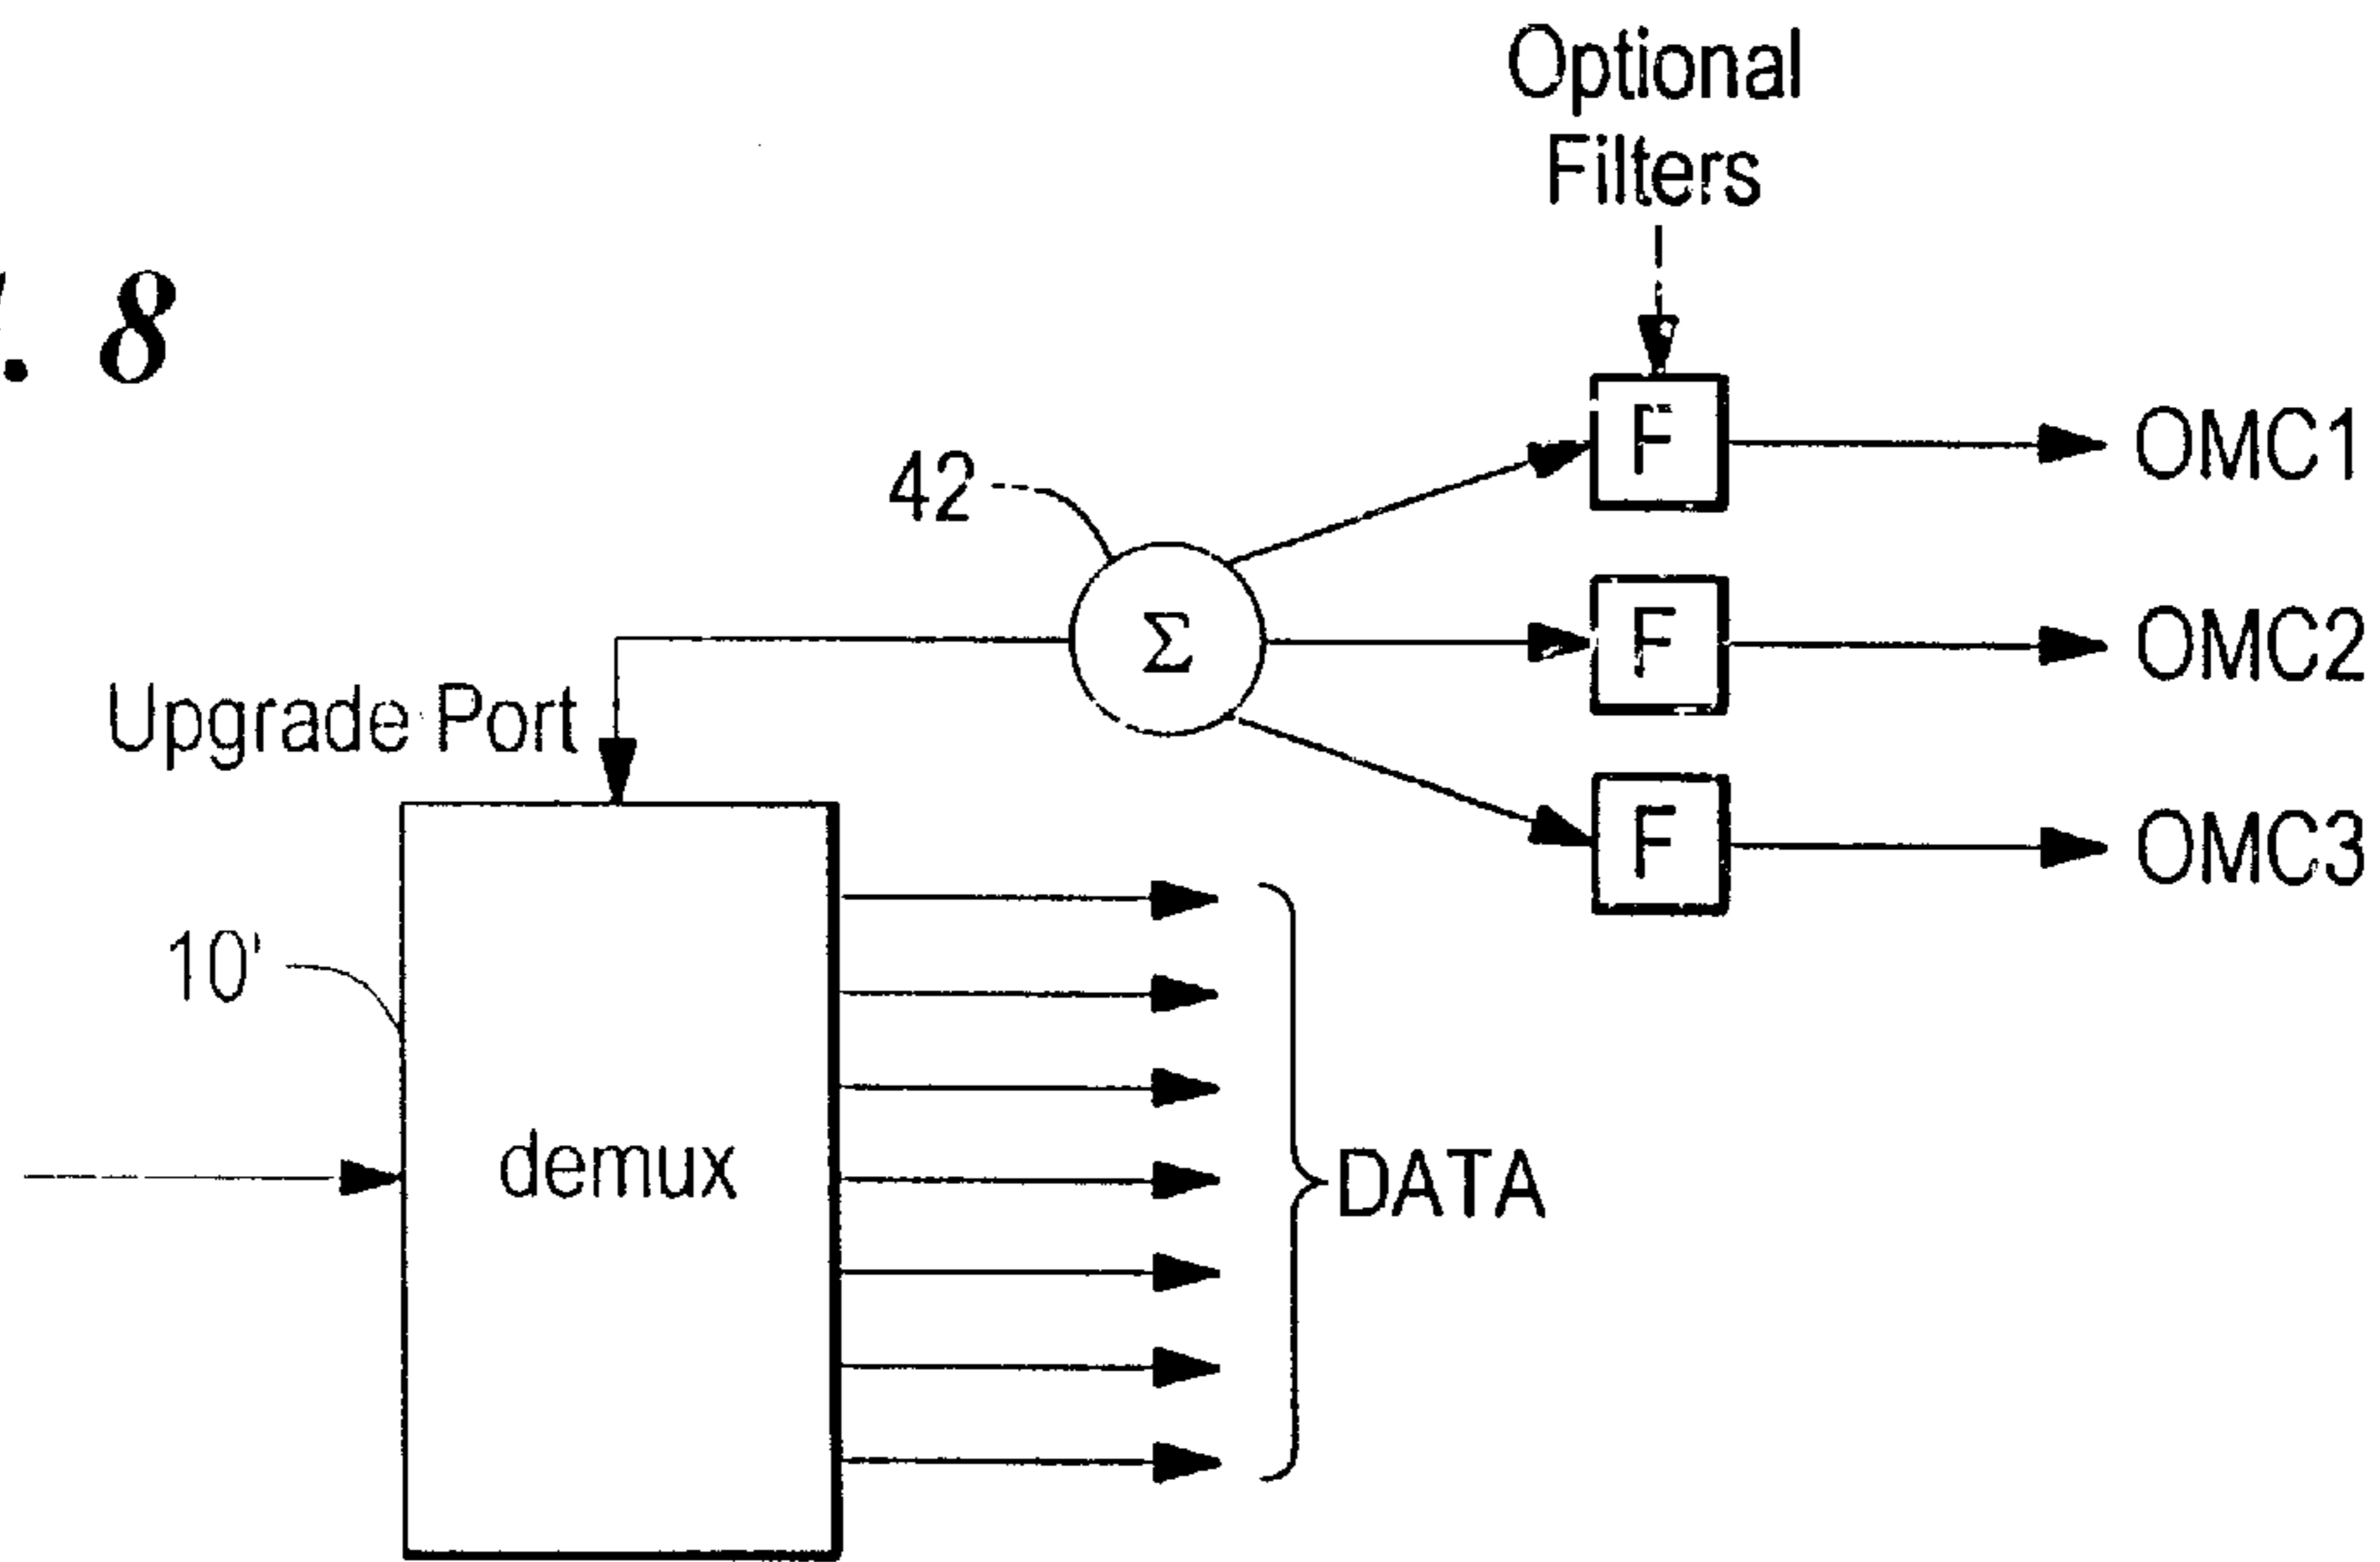 Optional
Filters
. 8
F
OMC1
42
Σ
F
OMC2
Upgrade Port
F
OMC3
10'
demux
DATA